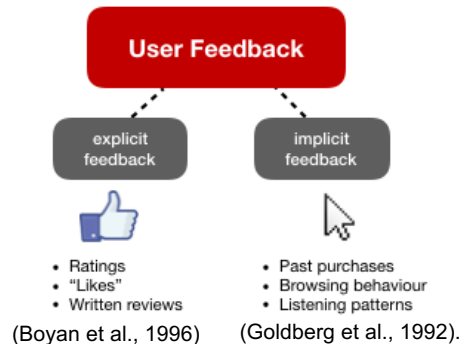 User Feedback
explicit
feedback
implicit
feedback
• Ratings
• “Likes”
• Written reviews
(Boyan et al., 1996)
• Past purchases
• Browsing behaviour
• Listening patterns
(Goldberg et al., 1992).